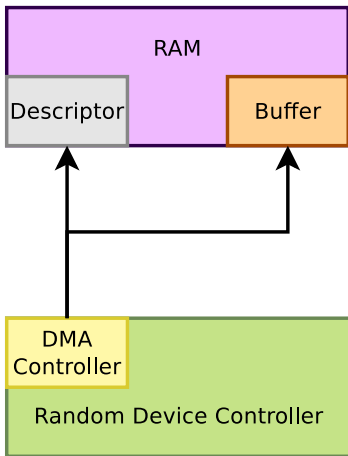 RAM
Descriptor
Buffer
DMA
Controller
Random Device Controller